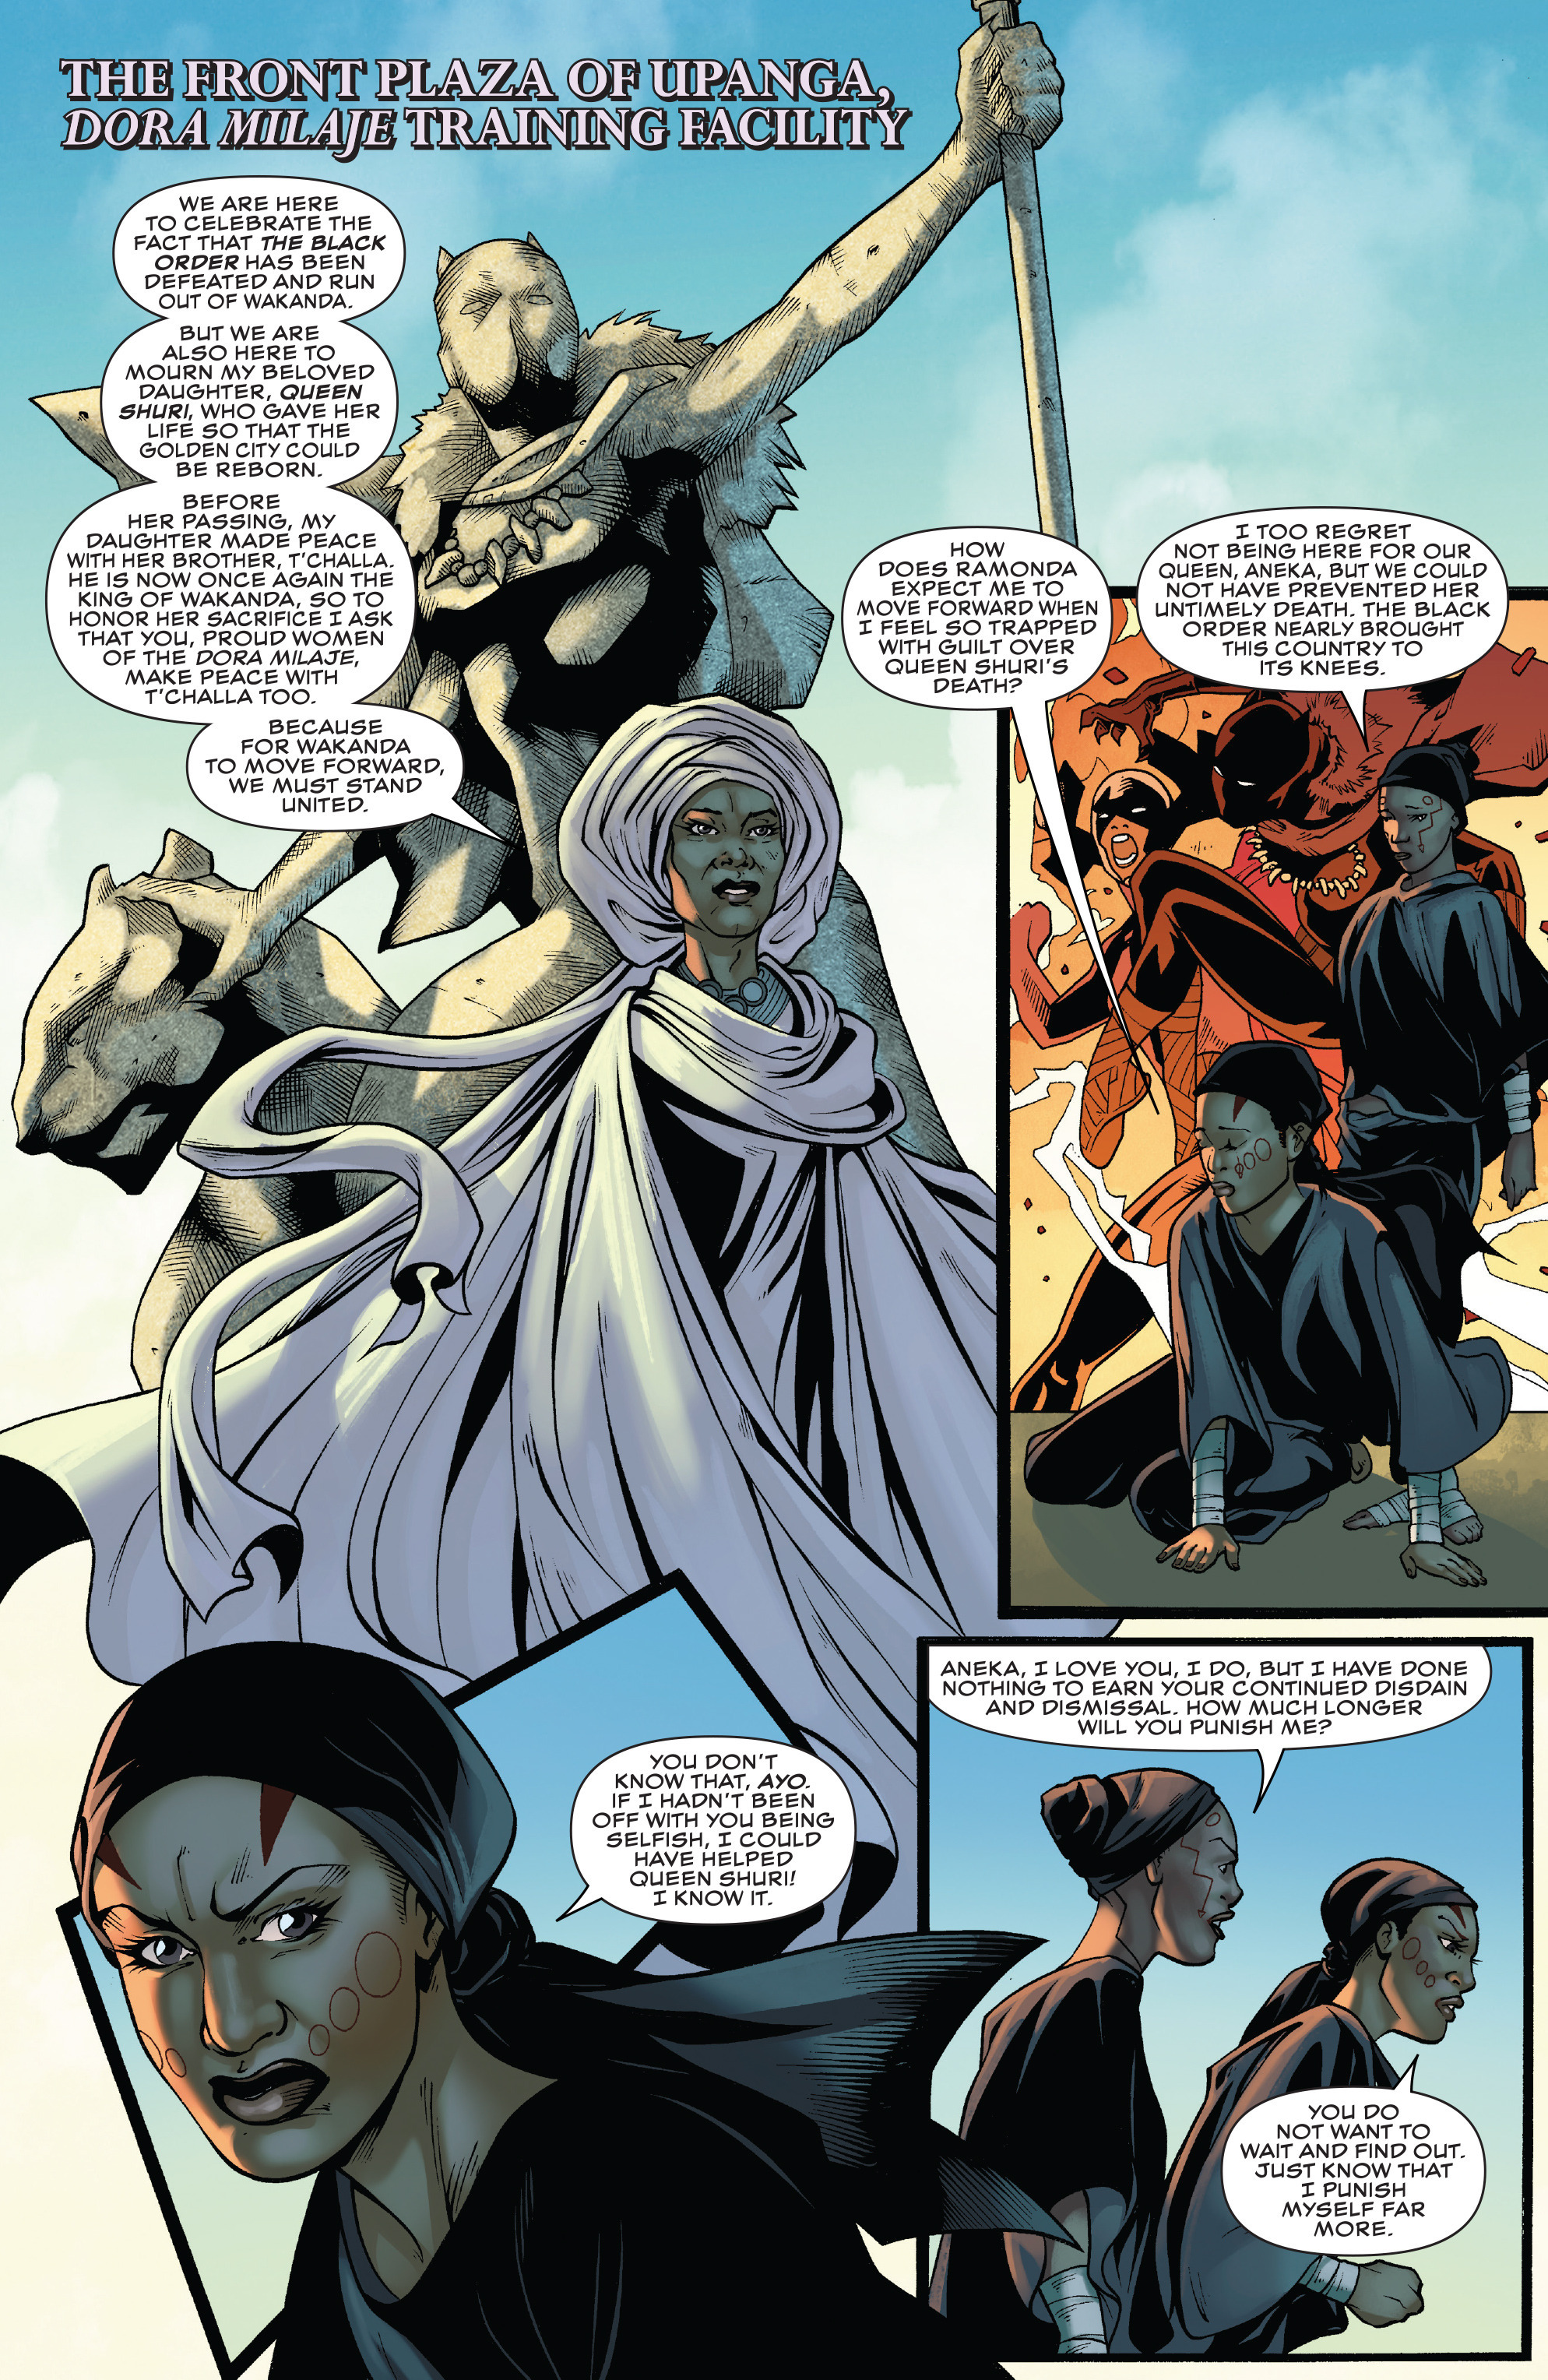 THE FRONT PLAZA OF UPANGA,
DORA MILAJE TRAINING FACILITY
WE ARE HERE
TO CELEBRATE THE
FACT THAT THE BLACK
ORDER HAS BEEN
DEFEATED AND RUN
OUT OF WAKANDA.
BUT WE ARE
ALSO HERE TO
MOURN MY BELOVED
DAUGHTER, QUEEN
SHURI, WHO GAVE HER
LIFE SO THAT THE
GOLDEN CITY COULD
BE REBORN.
BEFORE
HER PASSING, MY
DAUGHTER MADE PEACE
WITH HER BROTHER, T'CHALLA.
HE IS NOW ONCE AGAIN THE
KING OF WAKANDA, SO TO
HONOR HER SACRIFICE I ASK
THAT YOU, PROUD WOMEN
OF THE DORA MILAJE,
MAKE PEACE WITH
T'CHALLA TOO.
BECAUSE
FOR WAKANDA
TO MOVE FORWARD,
WE MUST STAND
UNITED.
HOW
DOES RAMONDA
EXPECT ME TO
MOVE FORWARD WHEN
I FEEL SO TRAPPED
WITH GUILT OVER
QUEEN SHURI'S
DEATH?
I TOO REGRET
NOT BEING HERE FOR OUR
QUEEN, ANEKA, BUT WE COULD
NOT HAVE PREVENTED HER
UNTIMELY DEATH. THE BLACK
ORDER NEARLY BROUGHT
THIS COUNTRY TO
ITS KNEES.
YOU DON'T
KNOW THAT, AYO.
IF I HADN'T BEEN
OFF WITH YOU BEING
SELFISH, I COULD
HAVE HELPED
QUEEN SHURI!
I KNOW IT.
ANEKA, I LOVE YOU, I DO, BUT I HAVE DONE
NOTHING TO EARN YOUR CONTINUED DISDAIN
AND DISMISSAL. HOW MUCH LONGER
WILL YOU PUNISH ME?
YOU DO
NOT WANT TO
WAIT AND FIND OUT.
JUST KNOW THAT
I PUNISH
MYSELF FAR
MORE.